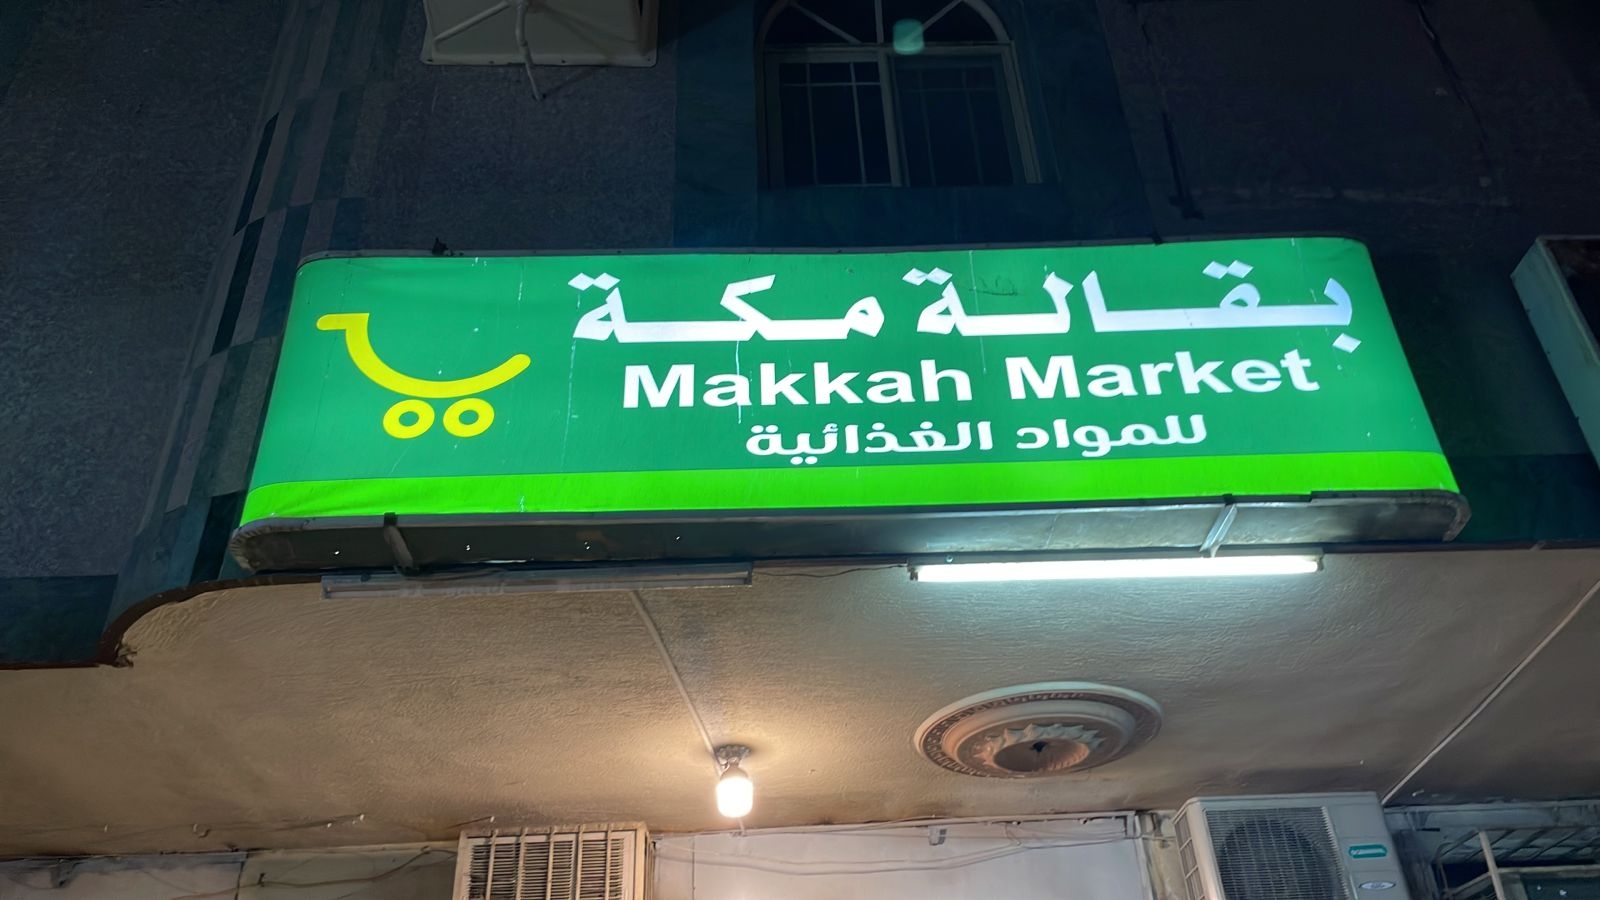 بقالة مكة
Makkah Market
للمواد الغذائية